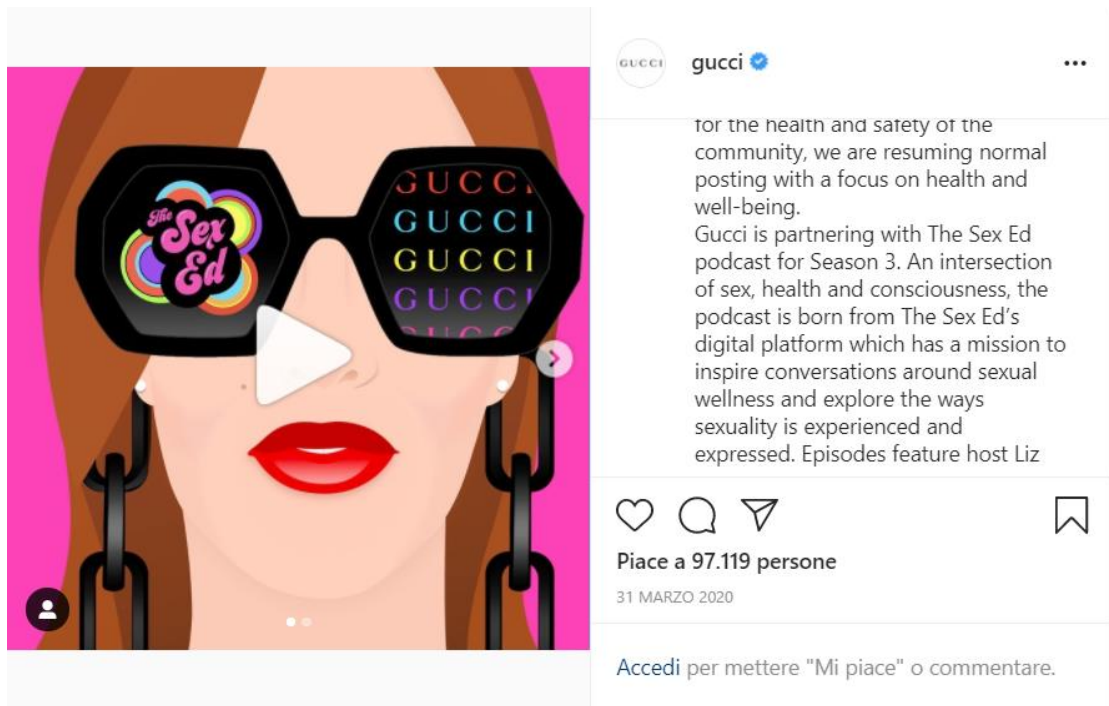 The
Sex
Ed
GUCCI
GUCCI
GUCCI
GUCCI
GUCCI
GUCCI
gucci
for the health and safety of the
community, we are resuming normal
posting with a focus on health and
well-being.
Gucci is partnering with The Sex Ed
podcast for Season 3. An intersection
of sex, health and consciousness, the
podcast is born from The Sex Ed's
digital platform which has a mission to
inspire conversations around sexual
wellness and explore the ways
sexuality is experienced and
expressed. Episodes feature host Liz
Piace a 97.119 persone
31 MARZO 2020
Accedi per mettere "Mi piace" o commentare.